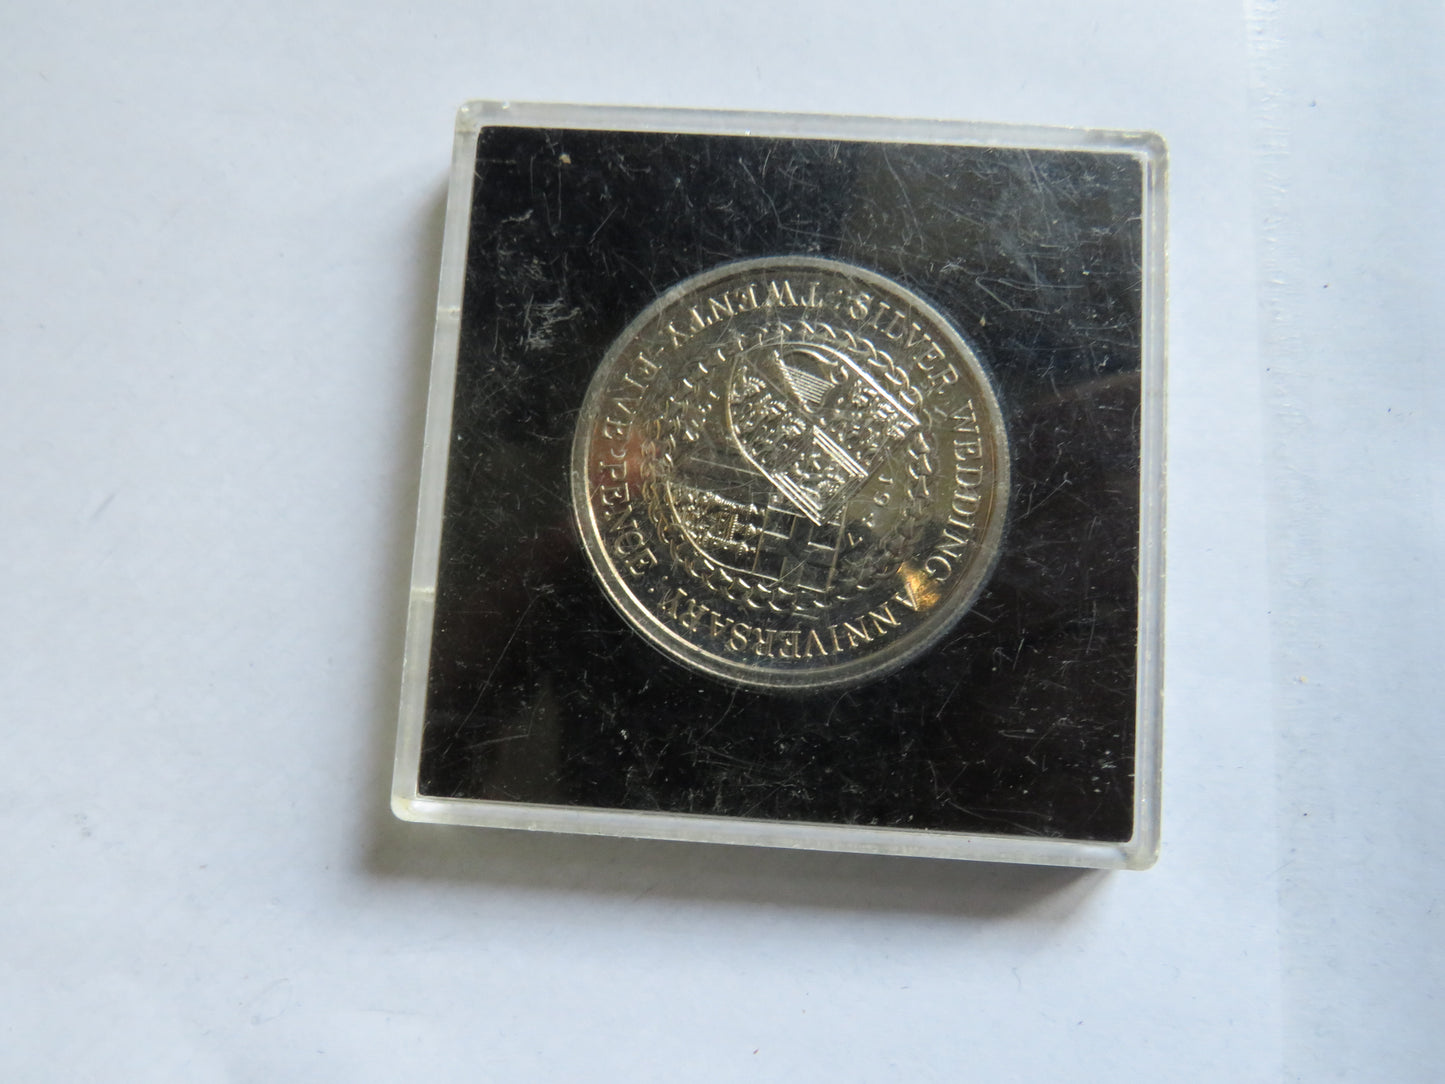 SILVER WEDDING ANNIVERSARY
TWENTY-FIVE PENCE